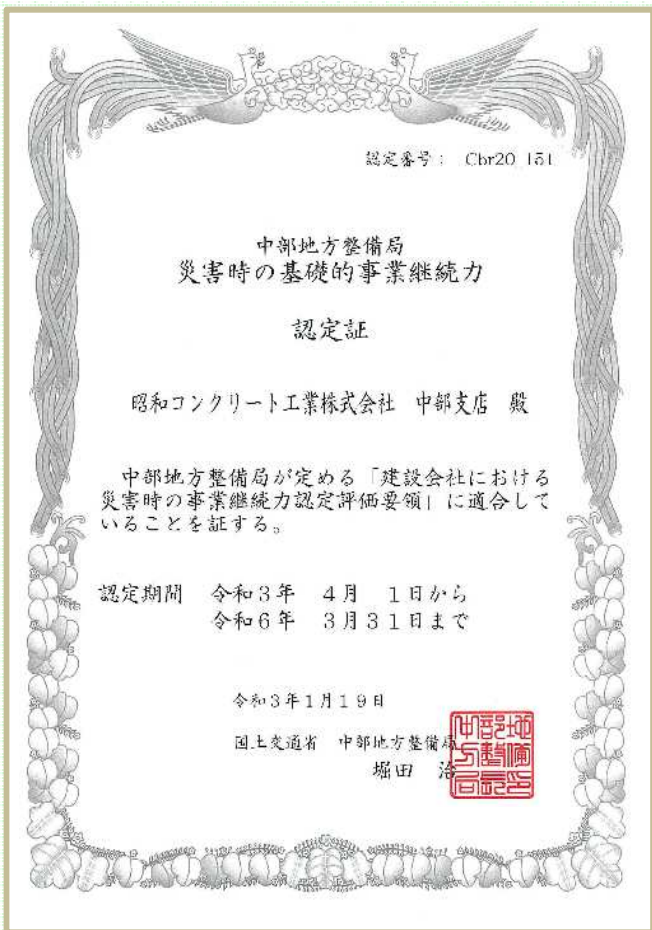 認定番号: Cbr20 151
中部地方整備局
災害時の基礎的事業継続力
認定証
昭和コンクリート工業株式会社 中部支店 殿
中部地方整備局が定める「建設会社における
災害時の事業継続力認定評価要領」に適合して
いることを証する。
認定期間 令和3年 4月 1日から
令和6年 3月31日まで
令和3年1月19日
国土交通省 中部地方整備局
堀田 治